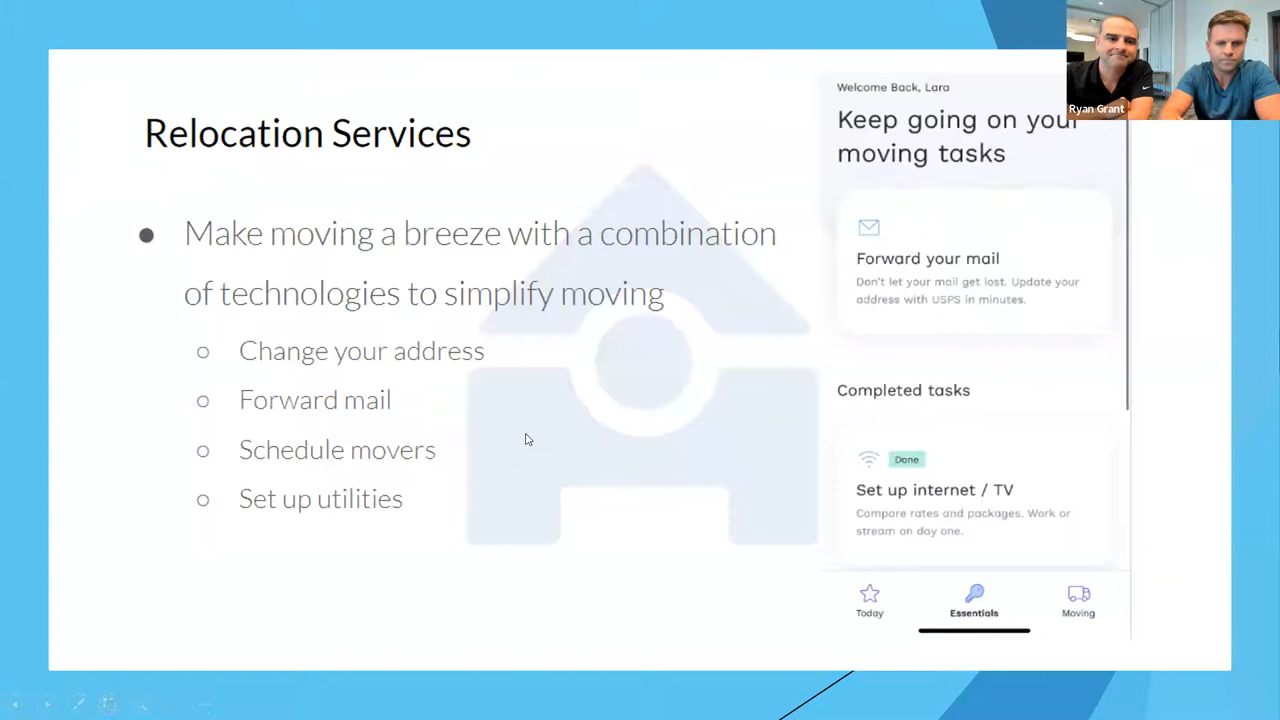 Relocation Services
Make moving a breeze with a combination
of technologies to simplify moving
Change your address
Forward mail
Schedule movers
Set up utilities
Welcome Back, Lara
Keep going on your
moving tasks
Forward your mail
Don't let your mail get lost. Update your
address with USPS in minutes.
Completed tasks
Done
Set up internet / TV
Compare rates and packages. Work or
stream on day one.
Today
Essentials
Moving
Ryan Grant